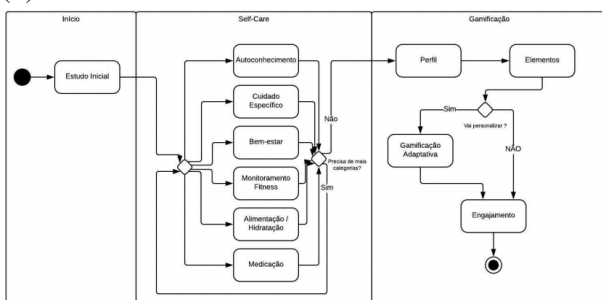 Início
Self-Care
Gamificação
Estudo Inicial
Autoconhecimento
Cuidado
Específico
Bem-estar
Monitoramento
Fitness
Alimentação /
Hidratação
Medicação
Não
Precisa de mais
categorias?
Sim
Perfil
Elementos
Sim
Vai personalizar ?
NÃO
Gamificação
Adaptativa
Engajamento